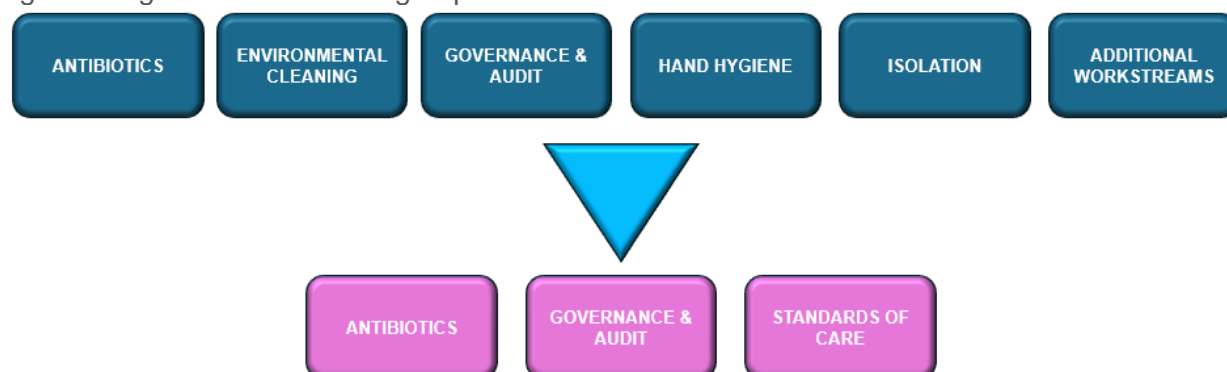 ANTIBIOTICS
ENVIRONMENTAL
CLEANING
GOVERNANCE &
AUDIT
HAND HYGIENE
ISOLATION
ADDITIONAL
WORKSTREAMS
ANTIBIOTICS
GOVERNANCE &
AUDIT
STANDARDS OF
CARE